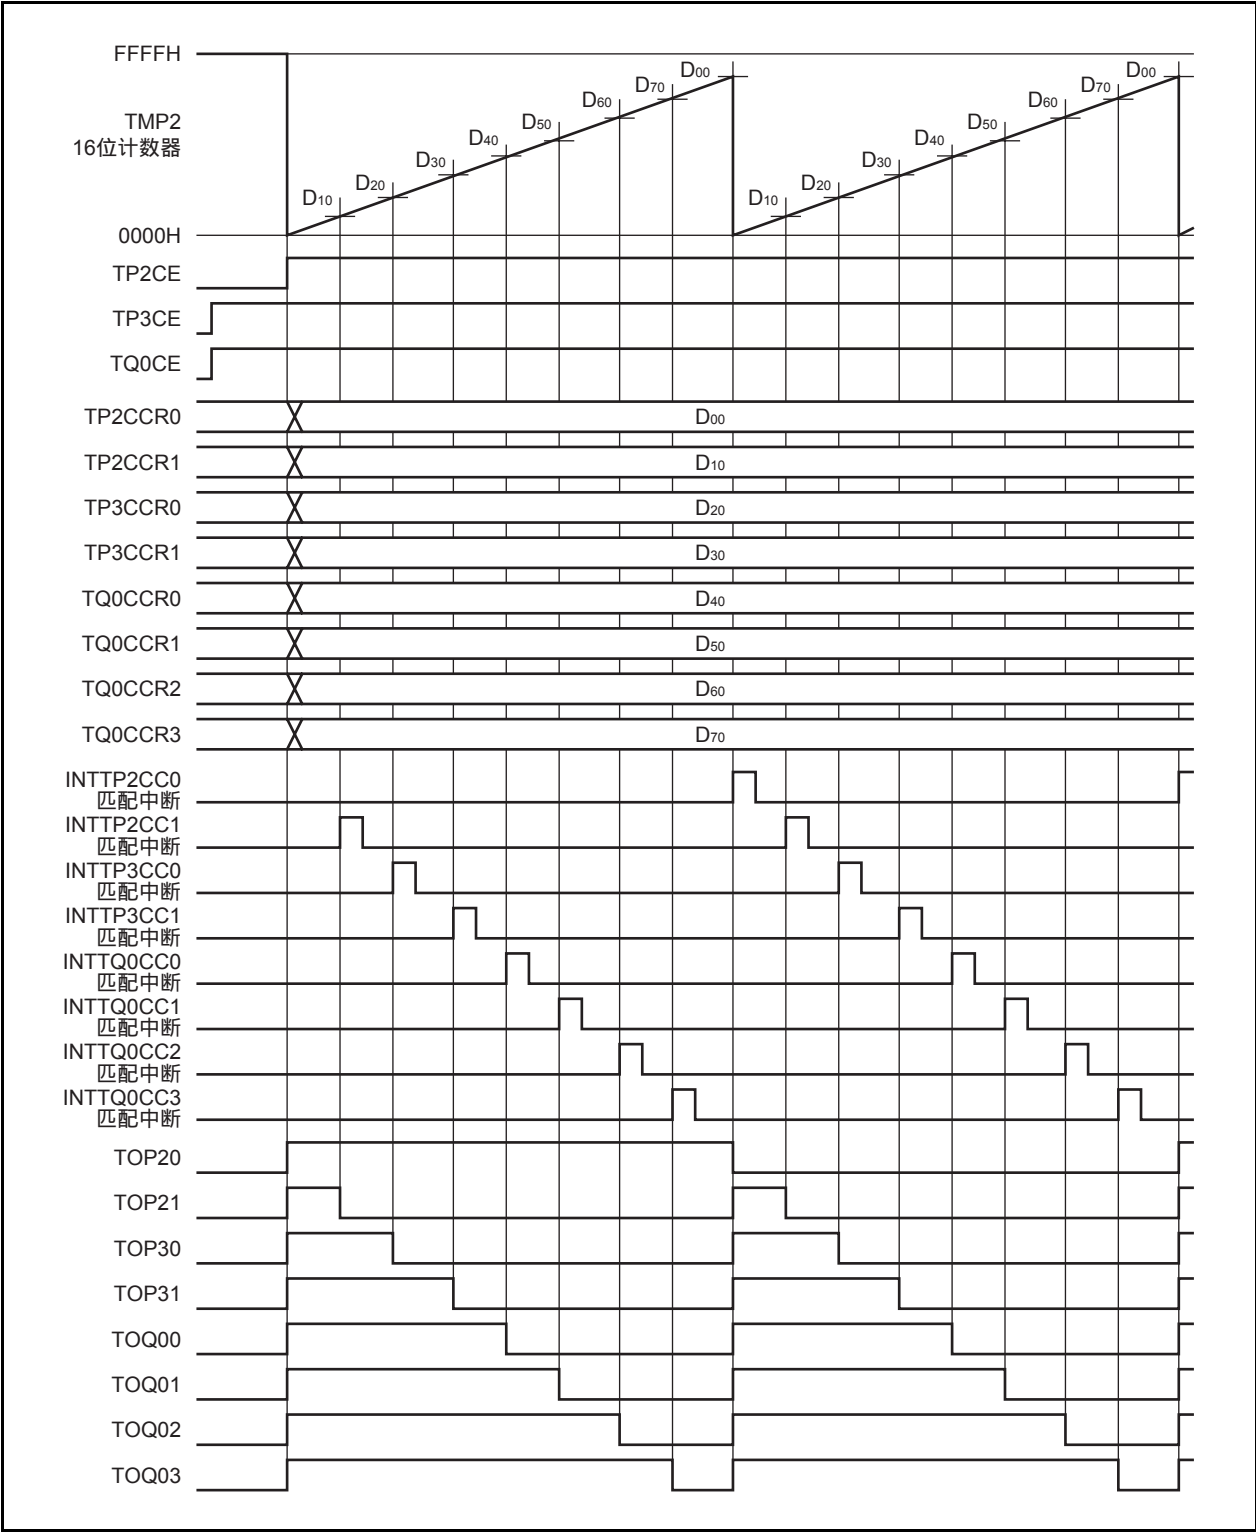 FFFFH
TMP2
16位计数器
0000H
D10
D20
D30
D40
D50
D60
D70
D00
D10
D20
D30
D40
D50
D60
D70
D00
TP2CE
TP3CE
TQ0CE
TP2CCR0 D00
TP2CCR1 D10
TP3CCR0 D20
TP3CCR1 D30
TQ0CCR0 D40
TQ0CCR1 D50
TQ0CCR2 D60
TQ0CCR3 D70
INTTP2CC0
匹配中断
INTTP2CC1
匹配中断
INTTP3CC0
匹配中断
INTTP3CC1
匹配中断
INTTQ0CC0
匹配中断
INTTQ0CC1
匹配中断
INTTQ0CC2
匹配中断
INTTQ0CC3
匹配中断
TOP20
TOP21
TOP30
TOP31
TOQ00
TOQ01
TOQ02
TOQ03